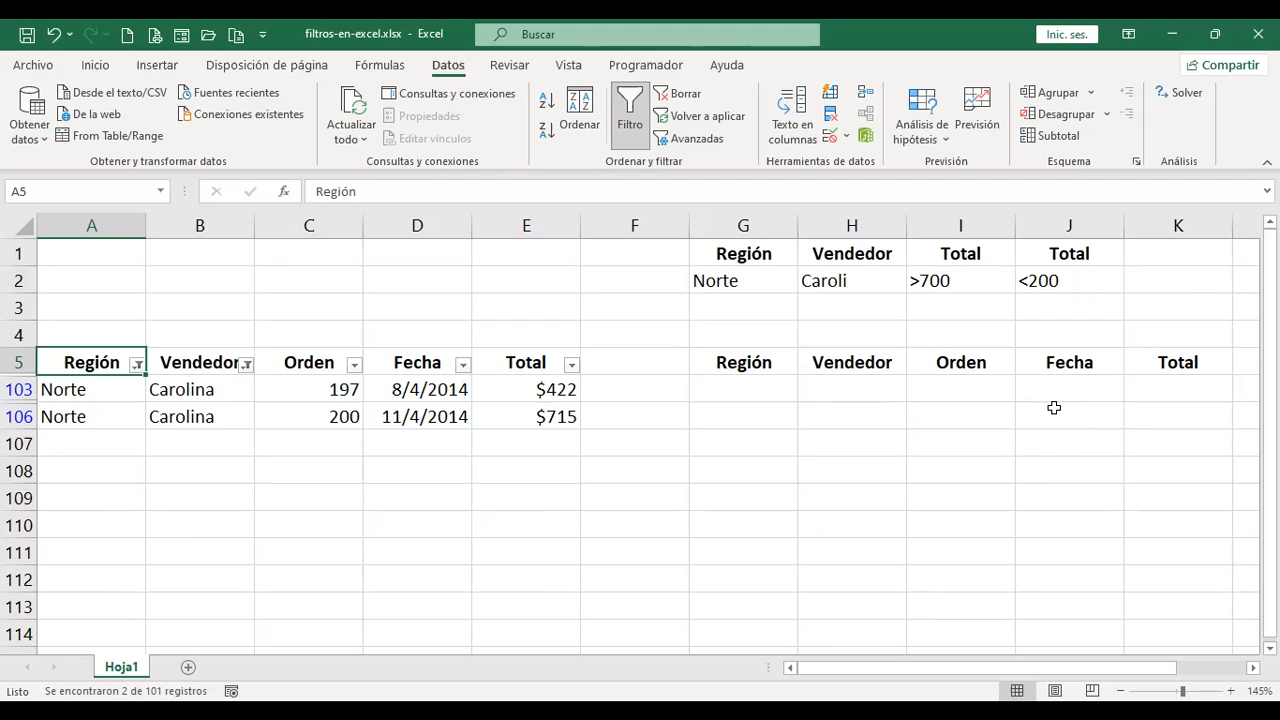 filtros-en-excel.xlsx - Excel
Buscar
Inic. ses.
Archivo Inicio Insertar Disposición de página Fórmulas Datos Revisar Vista Programador Ayuda
Compartir
Obtener datos
Desde el texto/CSV
De la web
From Table/Range
Fuentes recientes
Conexiones existentes
Obtener y transformar datos
Actualizar todo
Consultas y conexiones
Propiedades
Editar vínculos
Consultas y conexiones
Ordenar
Filtro
Borrar
Volver a aplicar
Avanzadas
Ordenar y filtrar
Texto en columnas
Herramientas de datos
Análisis de hipótesis
Previsión
Previsión
Agrupar
Desagrupar
Subtotal
Esquema
Solver
Análisis
A5
Región
A B C D E F G H I J K
1 Región Vendedor Total Total
2 Norte Caroli >700 <200
3
4
5 Región Vendedor Orden Fecha Total Región Vendedor Orden Fecha Total
103 Norte Carolina 197 8/4/2014 $422
106 Norte Carolina 200 11/4/2014 $715
107
108
109
110
111
112
113
114
Hoja1
Listo Se encontraron 2 de 101 registros
145%